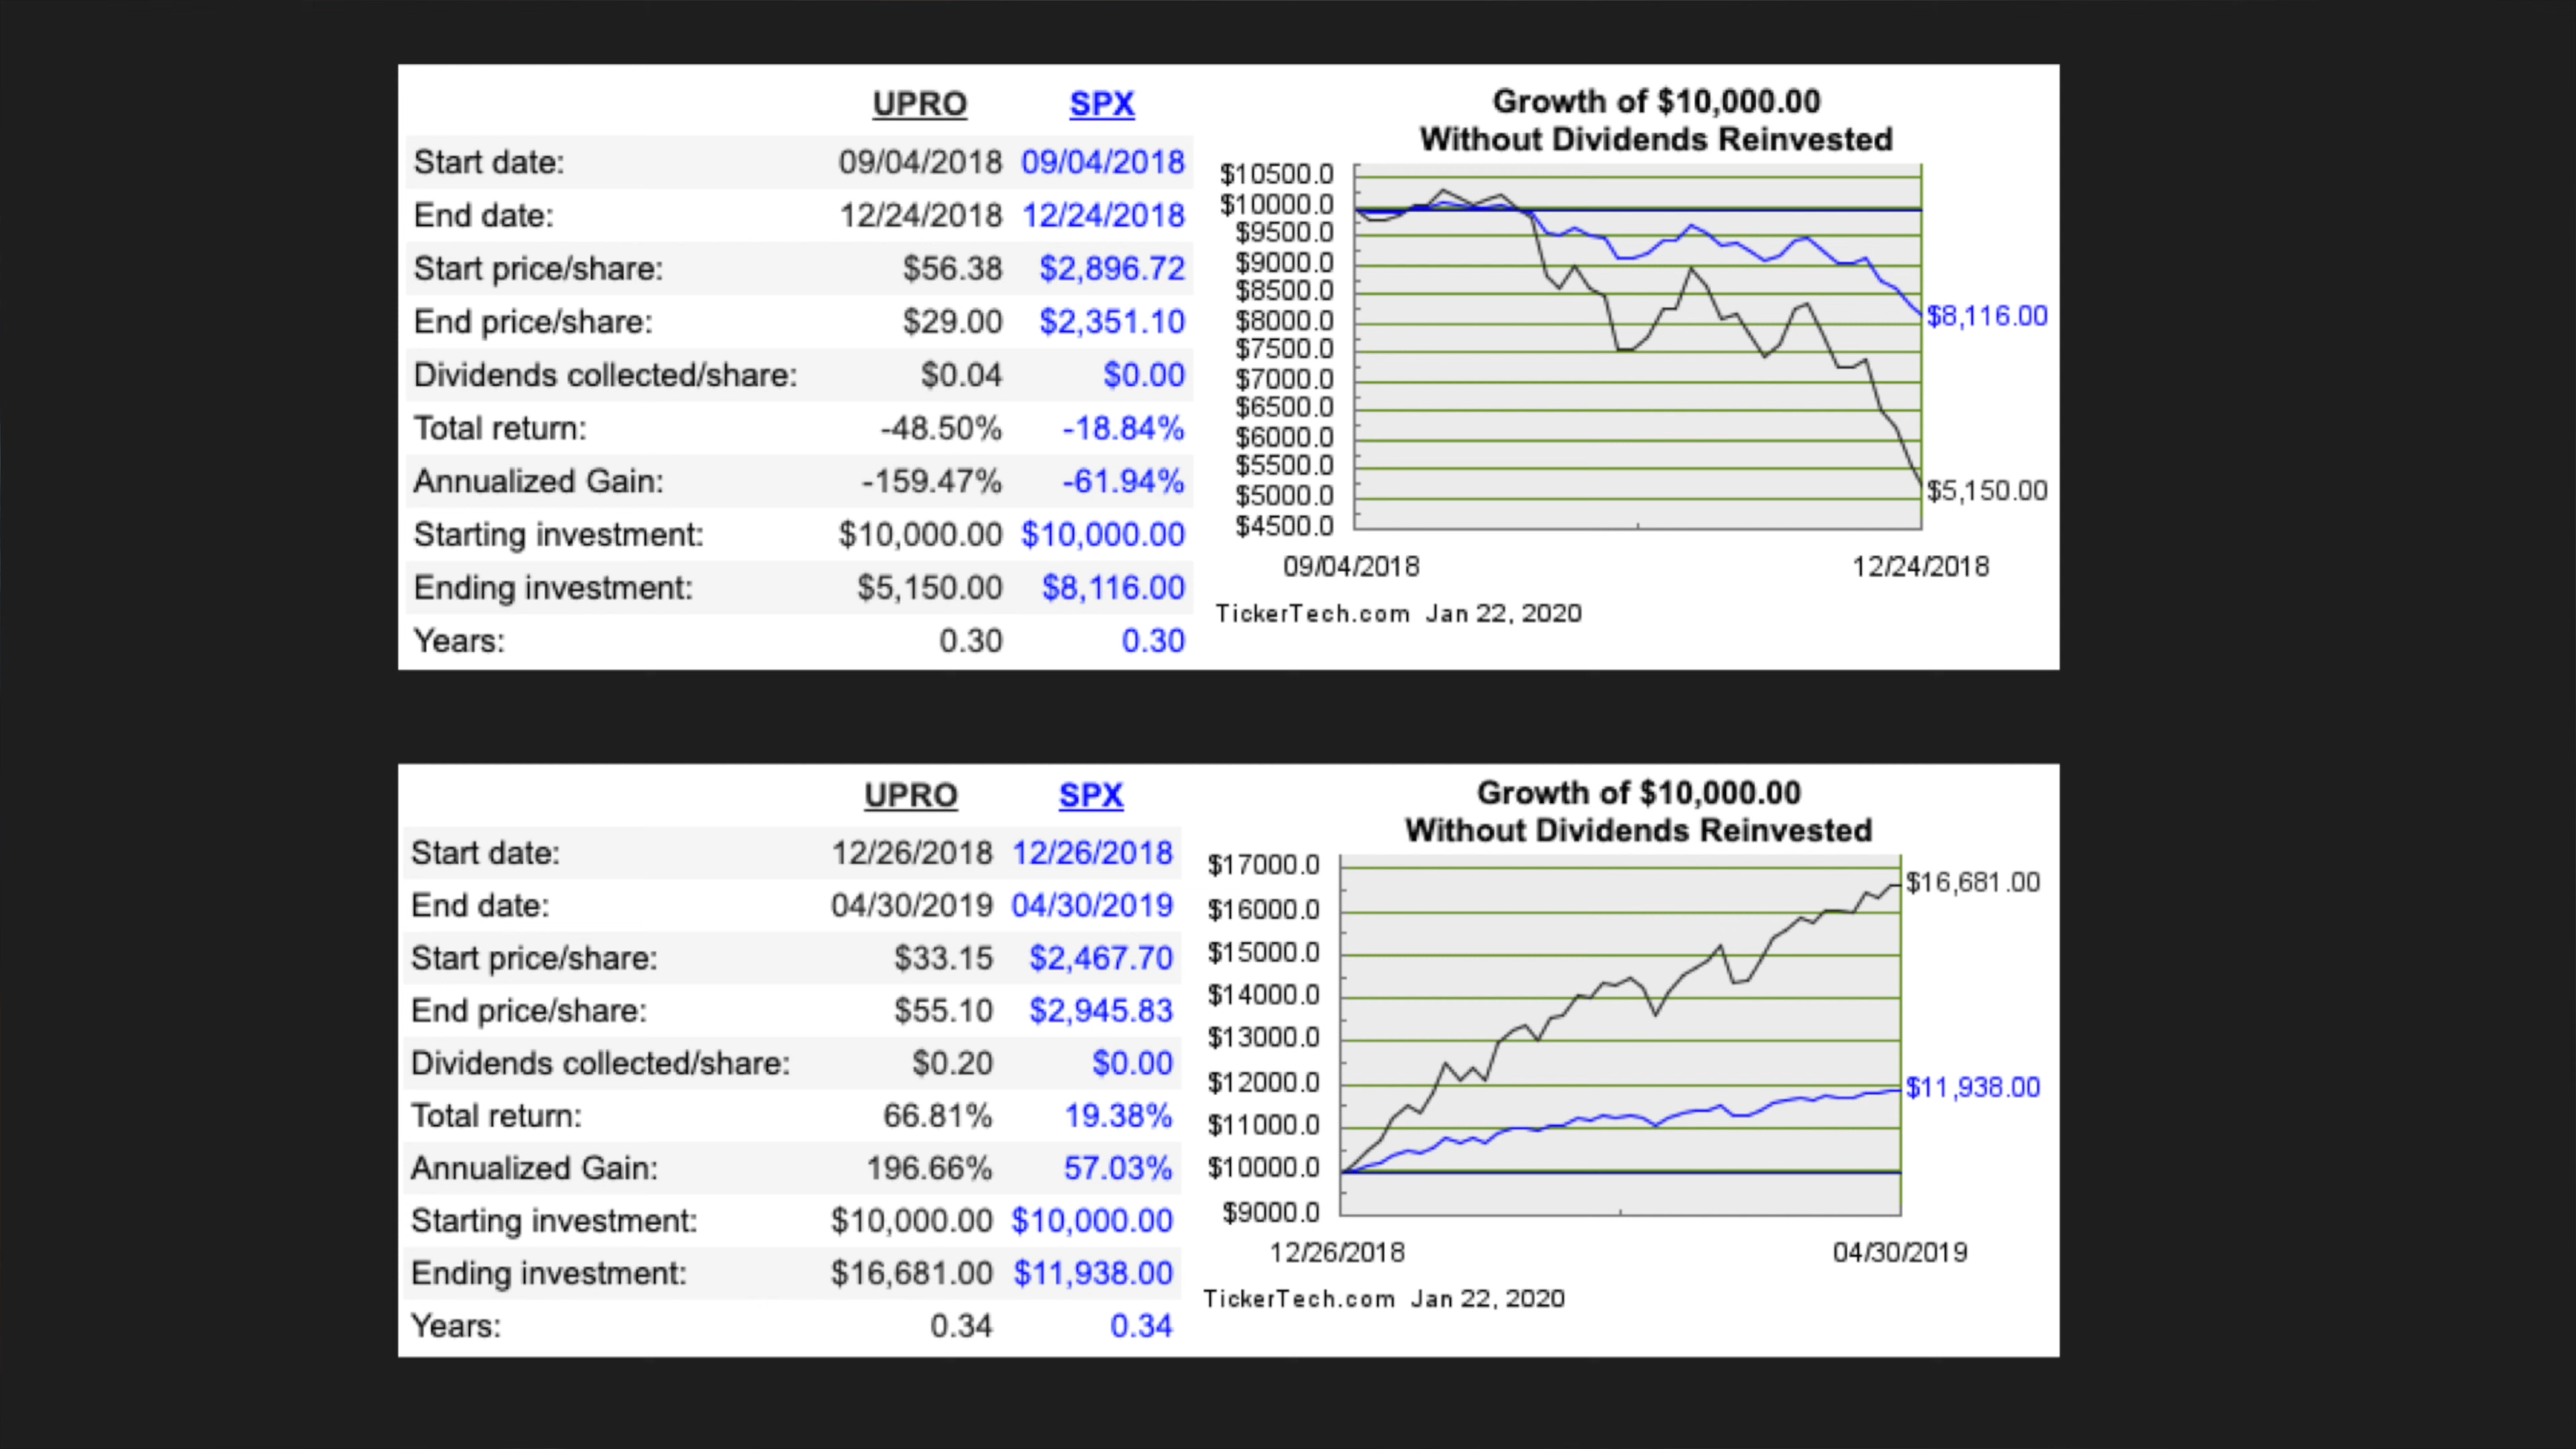 UPRO SPX
Start date: 09/04/2018 09/04/2018
End date: 12/24/2018 12/24/2018
Start price/share: $56.38 $2,896.72
End price/share: $29.00 $2,351.10
Dividends collected/share: $0.04 $0.00
Total return: -48.50% -18.84%
Annualized Gain: -159.47% -61.94%
Starting investment: $10,000.00 $10,000.00
Ending investment: $5,150.00 $8,116.00
Years: 0.30 0.30
Growth of $10,000.00
Without Dividends Reinvested
$10500.0
$10000.0
$9500.0
$9000.0
$8500.0
$8000.0
$7500.0
$7000.0
$6500.0
$6000.0
$5500.0
$5000.0
$4500.0
$8,116.00
$5,150.00
09/04/2018 12/24/2018
TickerTech.com Jan 22, 2020
UPRO SPX
Start date: 12/26/2018 12/26/2018
End date: 04/30/2019 04/30/2019
Start price/share: $33.15 $2,467.70
End price/share: $55.10 $2,945.83
Dividends collected/share: $0.20 $0.00
Total return: 66.81% 19.38%
Annualized Gain: 196.66% 57.03%
Starting investment: $10,000.00 $10,000.00
Ending investment: $16,681.00 $11,938.00
Years: 0.34 0.34
Growth of $10,000.00
Without Dividends Reinvested
$17000.0
$16000.0
$15000.0
$14000.0
$13000.0
$12000.0
$11000.0
$10000.0
$9000.0
$16,681.00
$11,938.00
12/26/2018 04/30/2019
TickerTech.com Jan 22, 2020